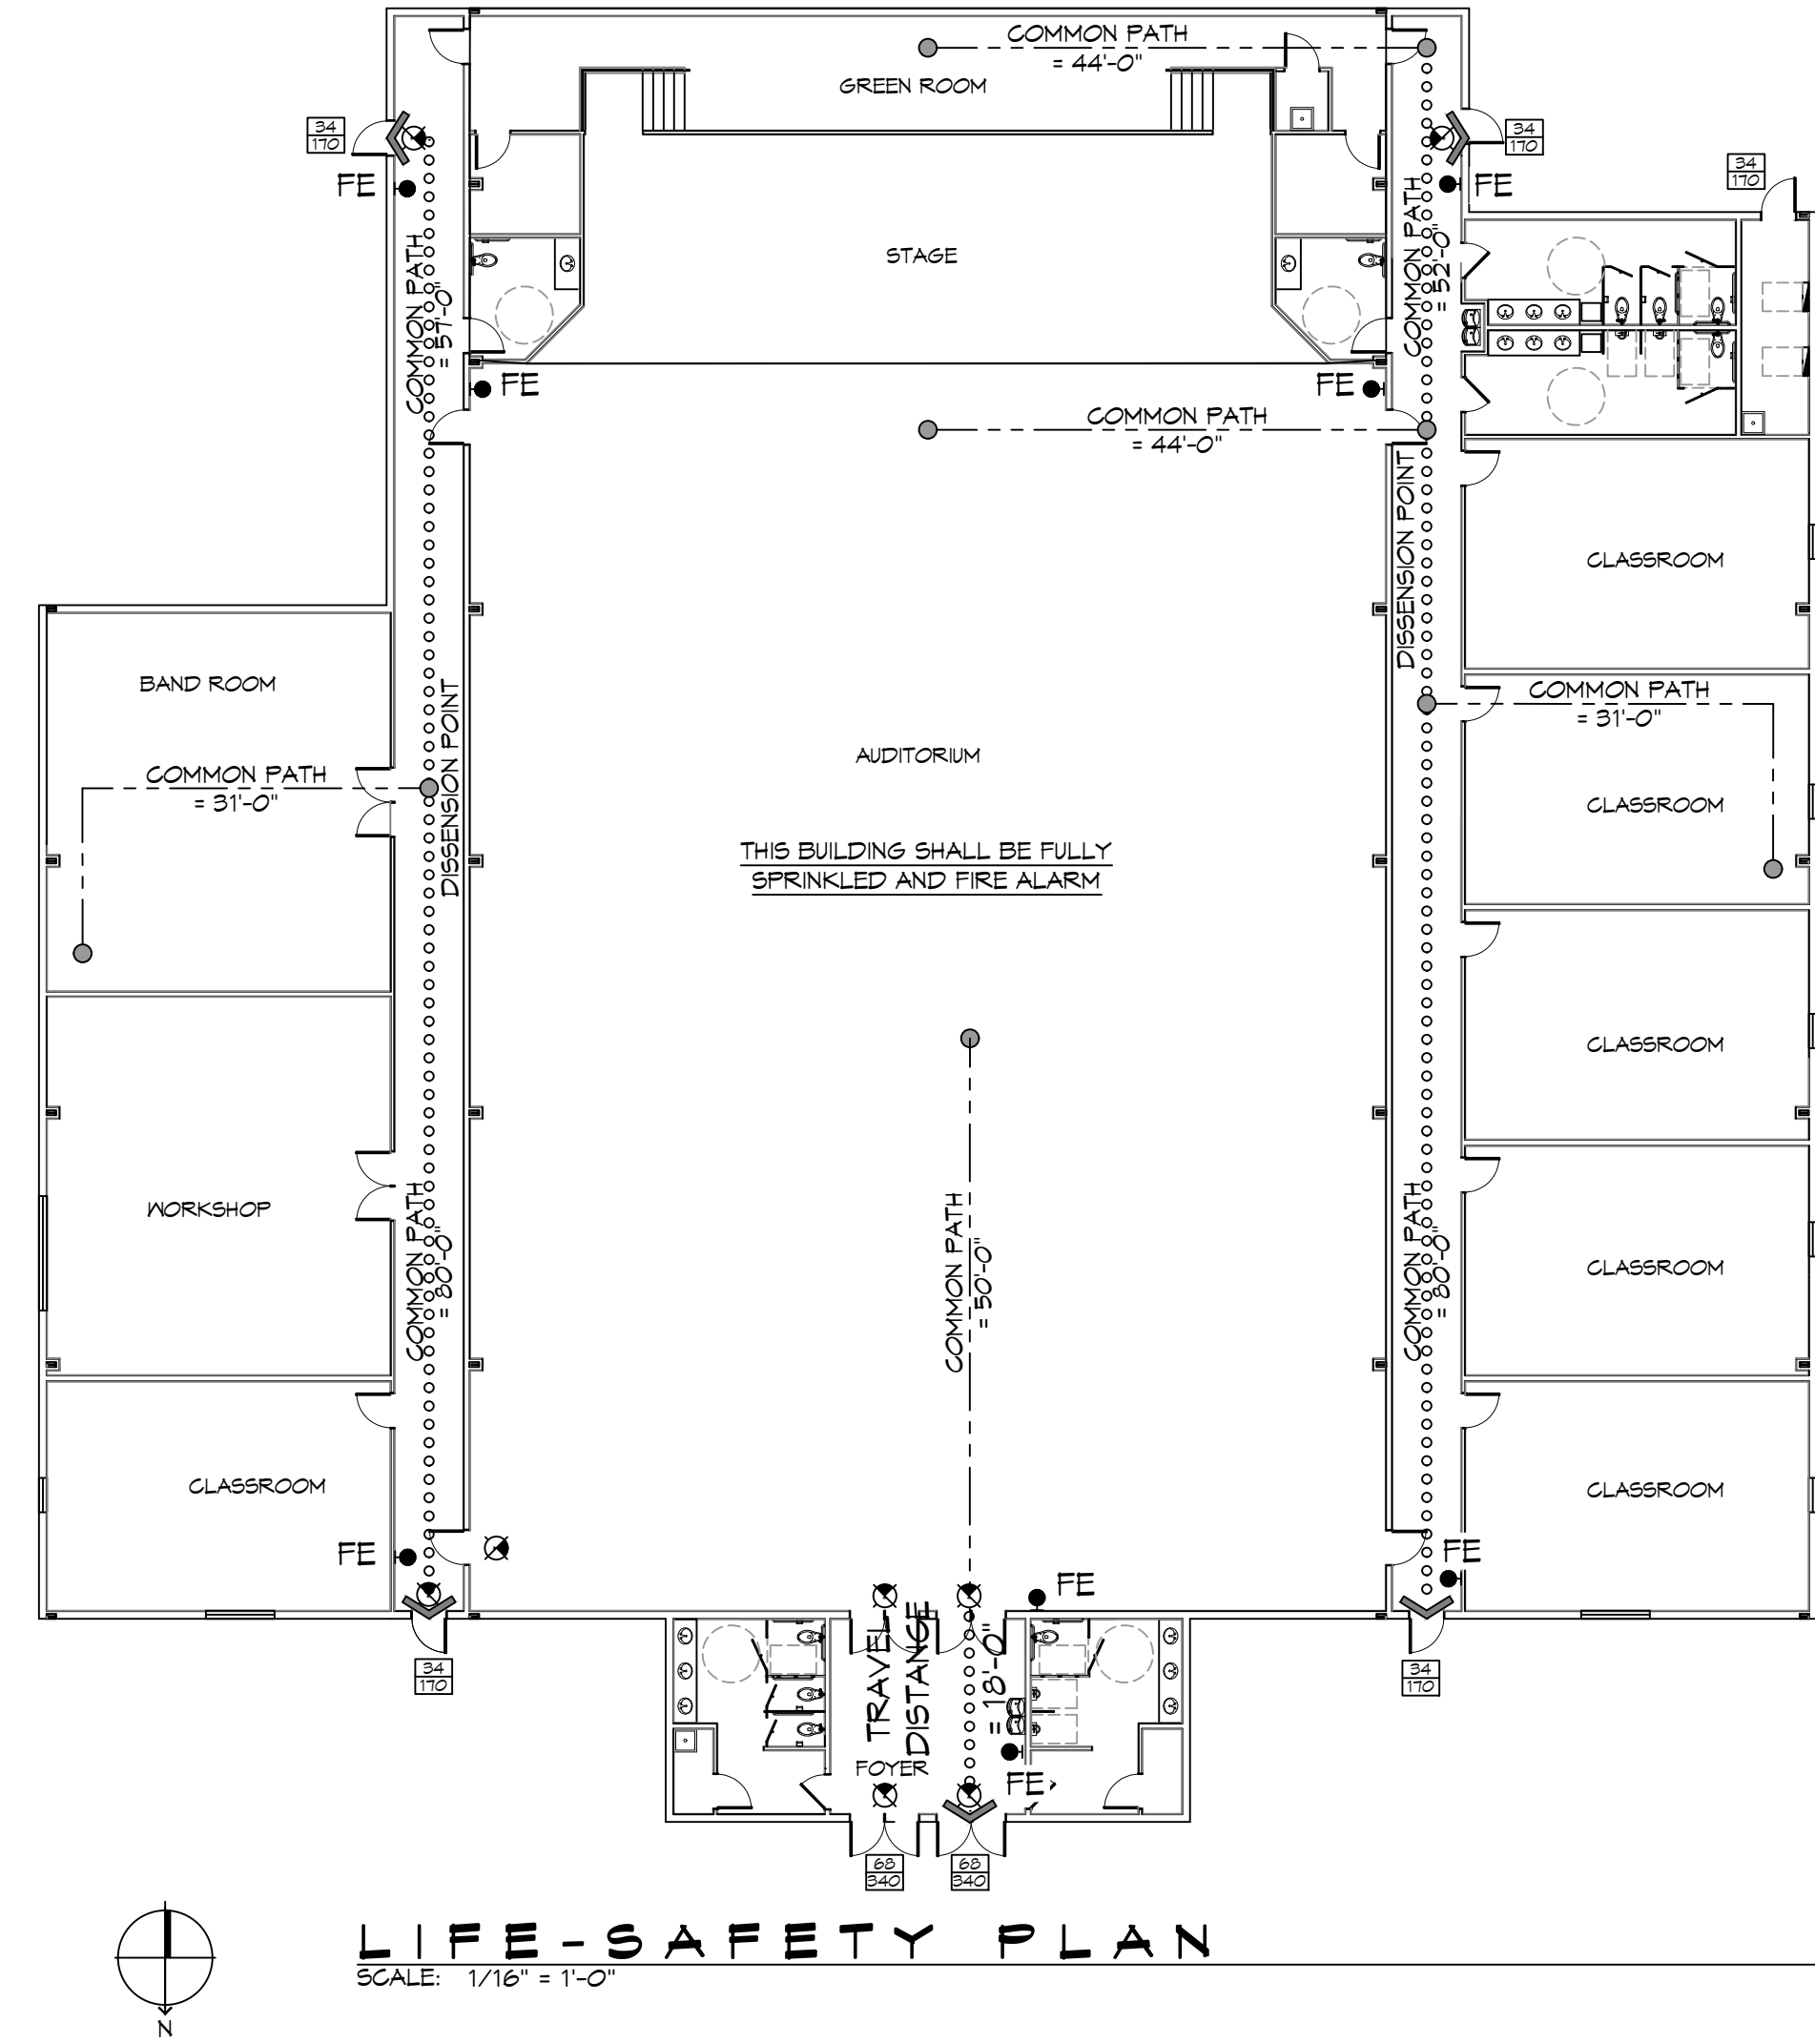 COMMON PATH
= 44'-0"
GREEN ROOM
34
170
34
170
34
170
FE
FE
COMMON PATH
= 57'-0"
STAGE
COMMON PATH
= 52'-0"
FE
FE
COMMON PATH
= 44'-0"
DISSENSION POINT
CLASSROOM
BAND ROOM
COMMON PATH
= 31'-0"
DISSENSION POINT
AUDITORIUM
COMMON PATH
= 31'-0"
CLASSROOM
THIS BUILDING SHALL BE FULLY
SPRINKLED AND FIRE ALARM
CLASSROOM
WORKSHOP
COMMON PATH
= 80'-0"
COMMON PATH
= 50'-0"
COMMON PATH
= 80'-0"
CLASSROOM
CLASSROOM
CLASSROOM
FE
FE
FE
TRAVEL
DISTANCE
= 18'-0"
34
170
34
170
FOYER
FE
68
340
68
340
LIFE-SAFETY PLAN
SCALE: 1/16" = 1'-0"
N